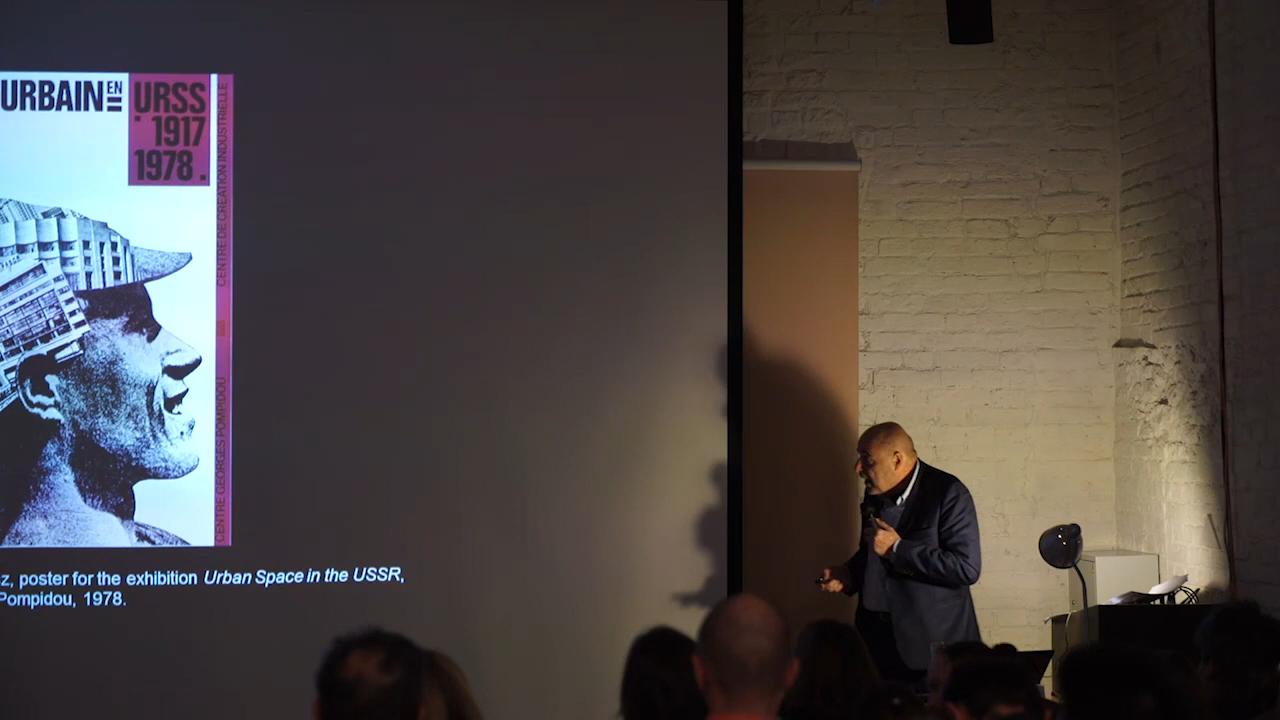 URBAIN EN
URSS
1917
1978.
CENTRE DE CREATION INDUSTRIELLE
CENTRE GEORGES POMPIDOU
z, poster for the exhibition Urban Space in the USSR,
Pompidou, 1978.